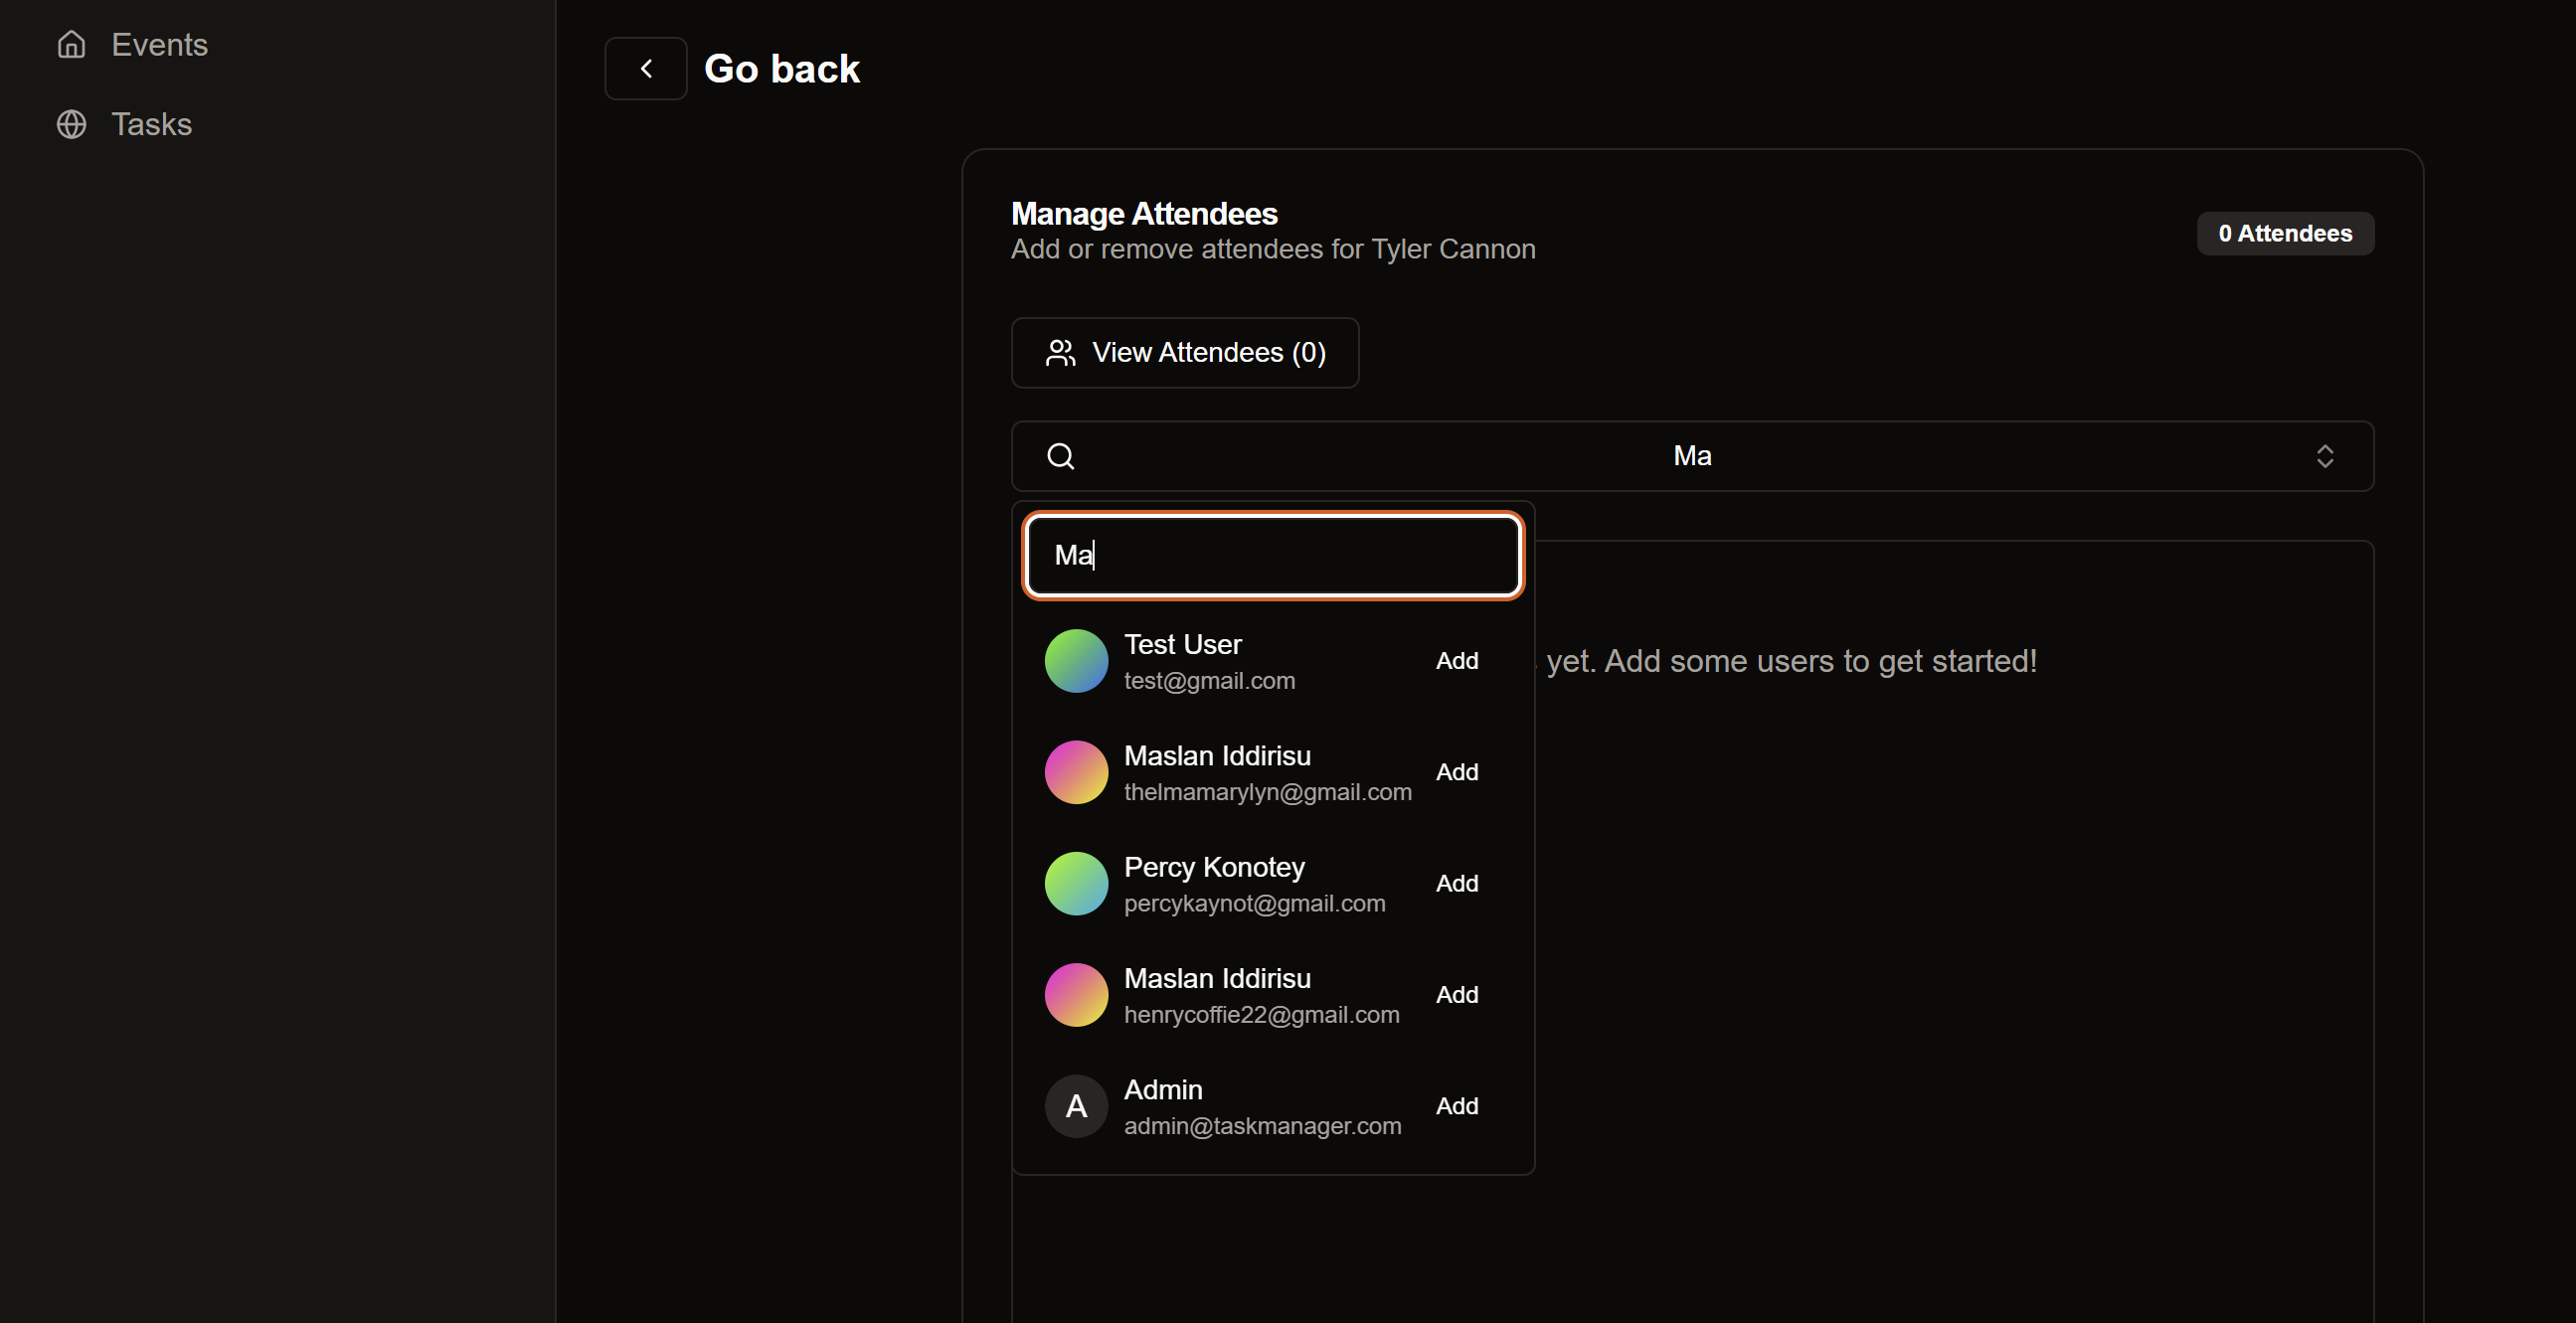 Events
Tasks
Go back
Manage Attendees
Add or remove attendees for Tyler Cannon
0 Attendees
View Attendees (0)
Ma
Ma
Test User
test@gmail.com
Add
yet. Add some users to get started!
Maslan Iddirisu
thelmamarylyn@gmail.com
Add
Percy Konotey
percykaynot@gmail.com
Add
Maslan Iddirisu
henrycoffie22@gmail.com
Add
A
Admin
admin@taskmanager.com
Add